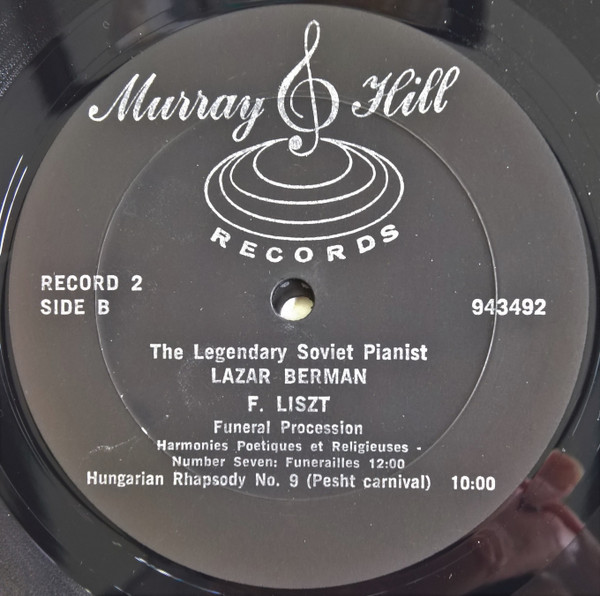 Murray Hill
RECORDS
RECORD 2
SIDE B
943492
The Legendary Soviet Pianist
LAZAR BERMAN
F. LISZT
Funeral Procession
Harmonies Poetiques et Religieuses -
Number Seven: Funerailles 12:00
Hungarian Rhapsody No. 9 (Pesht carnival) 10:00